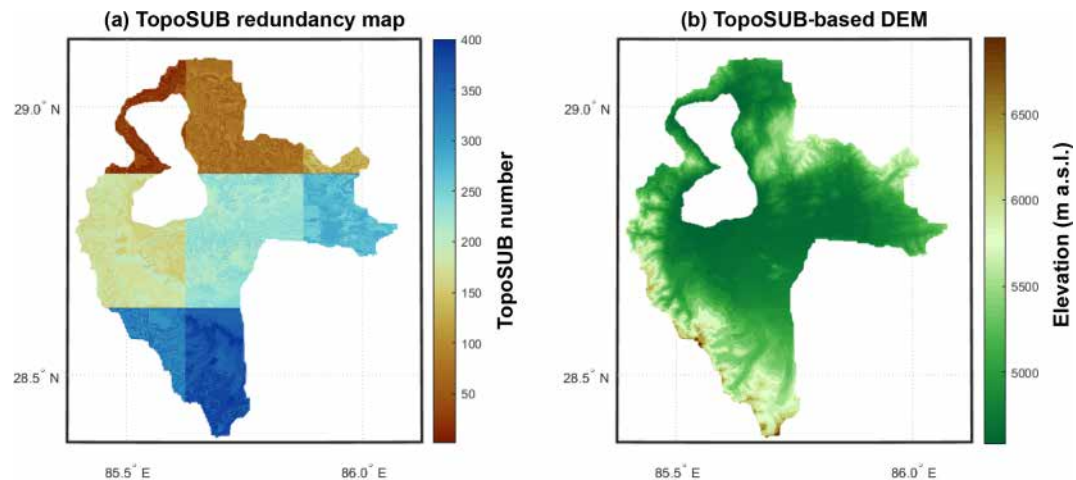 (a) TopoSUB redundancy map
29.0° N
28.5° N
85.5° E
86.0° E
400
350
300
250
200
150
100
50
TopoSUB number
(b) TopoSUB-based DEM
29.0° N
28.5° N
85.5° E
86.0° E
6500
6000
5500
5000
Elevation (m a.s.l.)